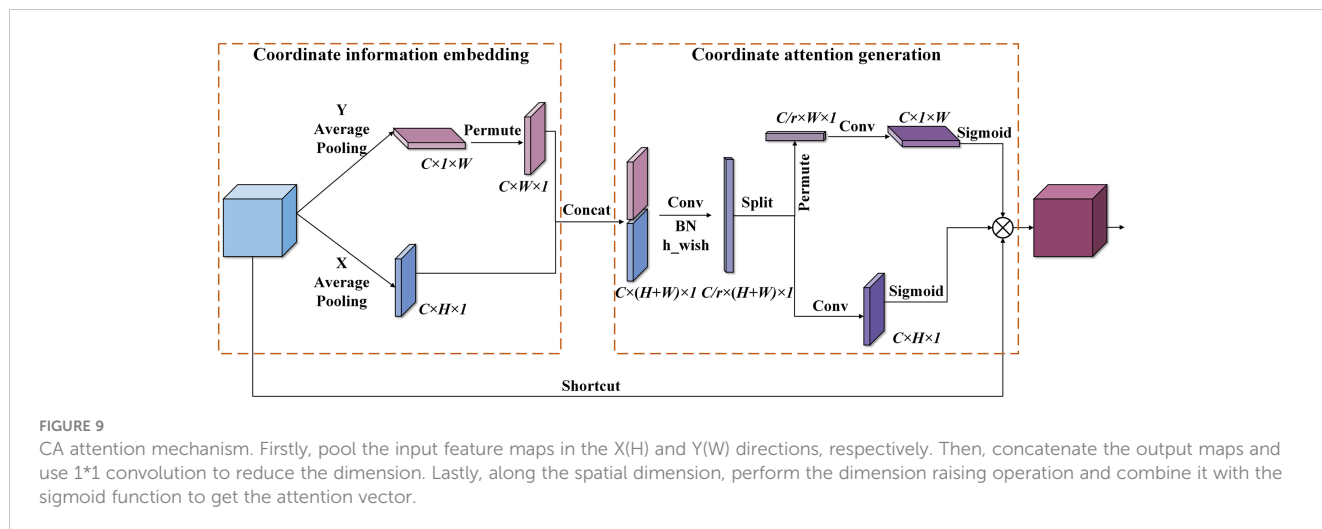 Coordinate information embedding
Coordinate attention generation
Y
Average
Pooling
Permute
C×1×W
C×W×1
X
Average
Pooling
C×H×1
Concat
C×(H+W)×1
Conv
BN
h_wish
C/r×(H+W)×1
Split
Permute
C/r×W×1
Conv
C×1×W
Sigmoid
Conv
C×H×1
Sigmoid
Shortcut
FIGURE 9
CA attention mechanism. Firstly, pool the input feature maps in the X(H) and Y(W) directions, respectively. Then, concatenate the output maps and
use 1*1 convolution to reduce the dimension. Lastly, along the spatial dimension, perform the dimension raising operation and combine it with the
sigmoid function to get the attention vector.